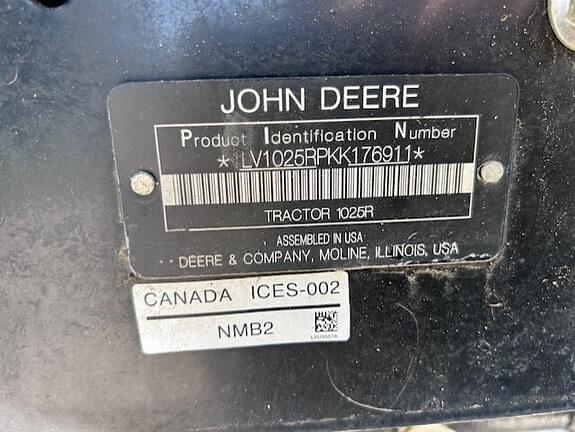 JOHN DEERE
Product Identification Number
*LV1025RPKK176911*
TRACTOR 1025R
ASSEMBLED IN USA
DEERE & COMPANY, MOLINE, ILLINOIS, USA
CANADA ICES-002
NMB2